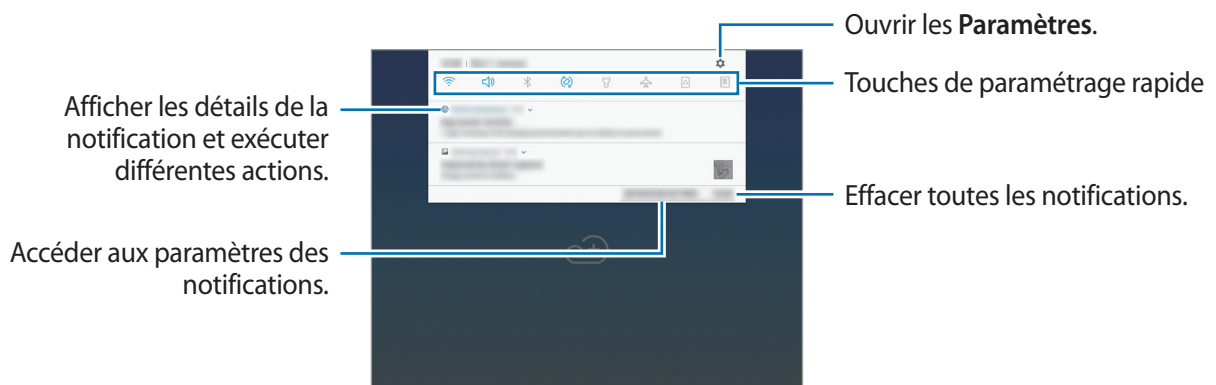 Ouvrir les Paramètres.
Touches de paramétrage rapide
Afficher les détails de la
notification et exécuter
différentes actions.
Effacer toutes les notifications.
Accéder aux paramètres des
notifications.